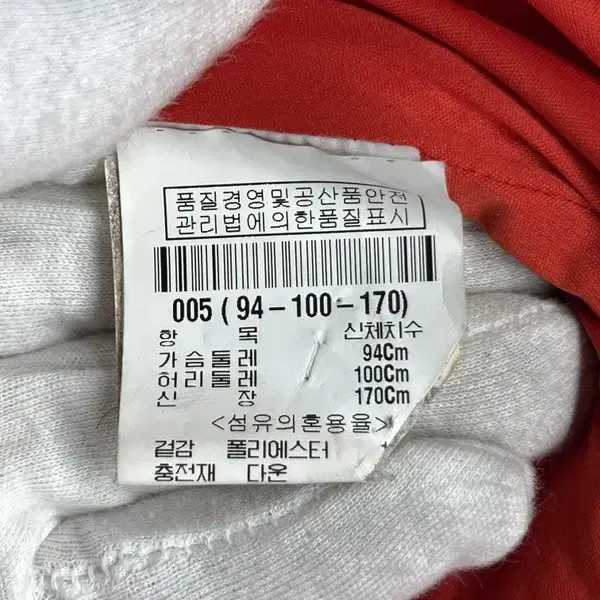 품질경영및공산품안전
관리법에의한품질표시
005 ( 94-100-170)
항 목 신체치수
가슴둘레 94Cm
허리둘레 100Cm
신 장 170Cm
<섬유의혼용율>
겉감 폴리에스터
충전재 다운